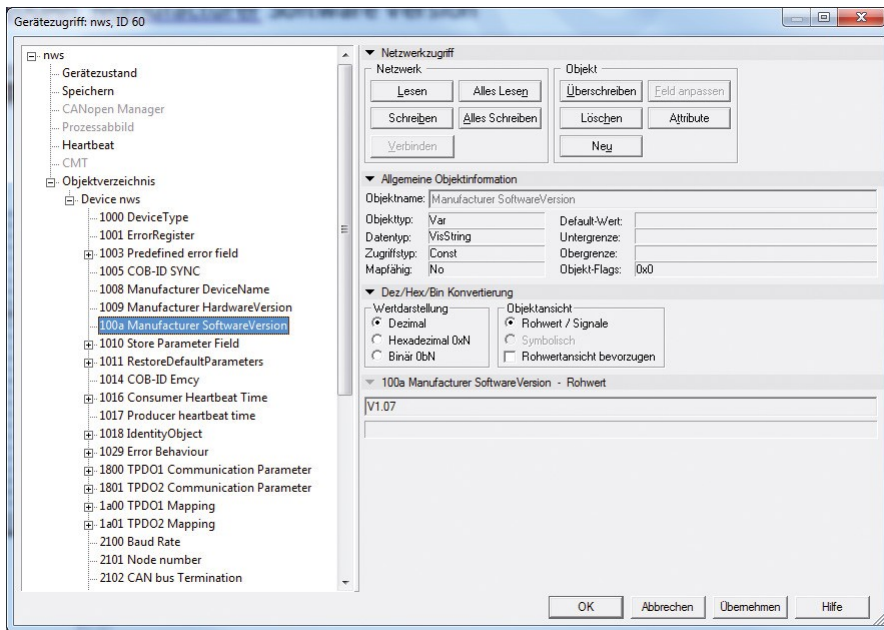 Gerätezugriff: nws, ID 60
nws
Gerätezustand
Speichern
CANopen Manager
Prozessabbild
Heartbeat
CMT
Objektverzeichnis
Device nws
1000 DeviceType
1001 ErrorRegister
1003 Predefined error field
1005 COB-ID SYNC
1008 Manufacturer DeviceName
1009 Manufacturer HardwareVersion
100a Manufacturer SoftwareVersion
1010 Store Parameter Field
1011 RestoreDefaultParameters
1014 COB-ID Emcy
1016 Consumer Heartbeat Time
1017 Producer heartbeat time
1018 IdentityObject
1029 Error Behaviour
1800 TPDO1 Communication Parameter
1801 TPDO2 Communication Parameter
1a00 TPDO1 Mapping
1a01 TPDO2 Mapping
2100 Baud Rate
2101 Node number
2102 CAN bus Termination
Netzwerkzugriff
Netzwerk
Lesen Alles Lesen
Schreiben Alles Schreiben
Verbinden
Objekt
Überschreiben Feld anpassen
Löschen Attribute
Neu
Allgemeine Objektinformation
Objektname: Manufacturer SoftwareVersion
Objekttyp: Var Default-Wert:
Datentyp: VisString Untergrenze:
Zugriffstyp: Const Obergrenze:
Mapfähig: No Objekt-Flags: 0x0
Dez/Hex/Bin Konvertierung
Wertdarstellung
Dezimal
Hexadezimal 0xN
Binär 0bN
Objektansicht
Rohwert / Signale
Symbolisch
Rohwertansicht bevorzugen
100a Manufacturer SoftwareVersion - Rohwert
V1.07
OK Abbrechen Übernehmen Hilfe